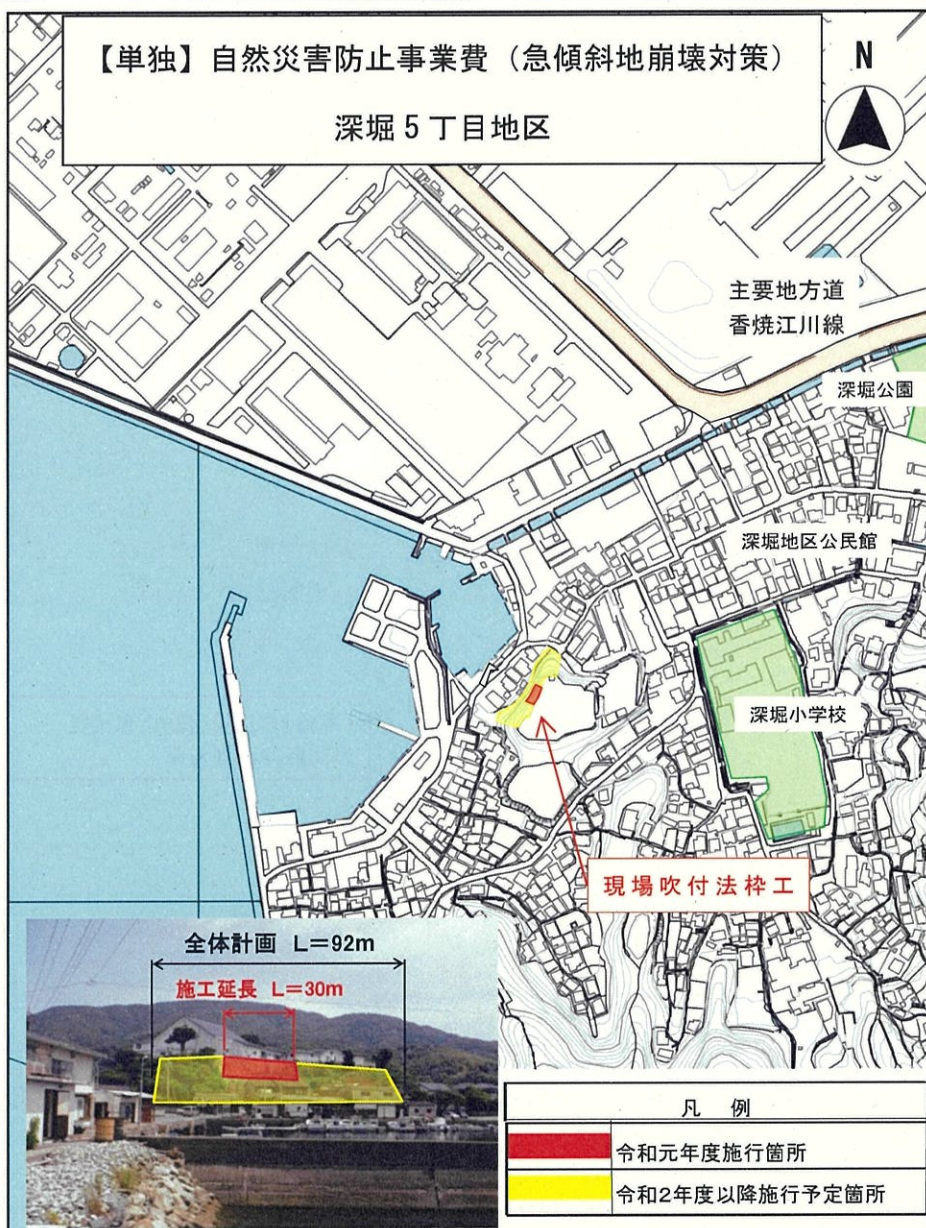 【単独】自然災害防止事業費（急傾斜地崩壊対策）
深堀5丁目地区
N
主要地方道
香焼江川線
深堀公園
深堀地区公民館
深堀小学校
現場吹付法枠工
全体計画 L=92m
施工延長 L=30m
凡 例
令和元年度施行箇所
令和2年度以降施行予定箇所